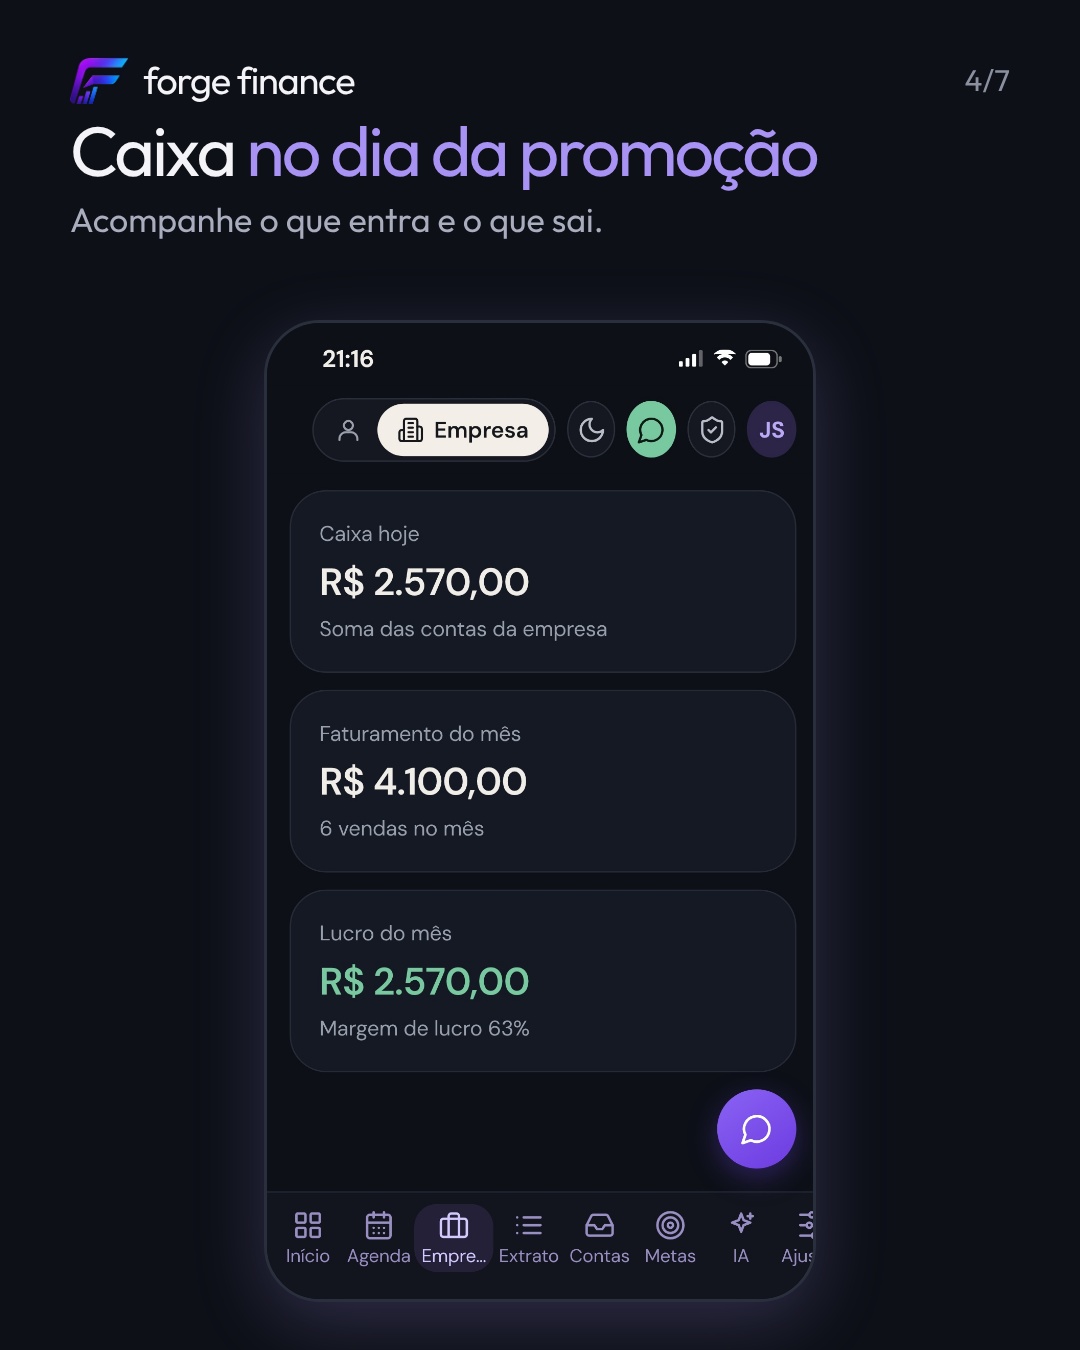 forge finance
4/7
Caixa no dia da promoção
Acompanhe o que entra e o que sai.
21:16
Empresa
JS
Caixa hoje
R$ 2.570,00
Soma das contas da empresa
Faturamento do mês
R$ 4.100,00
6 vendas no mês
Lucro do mês
R$ 2.570,00
Margem de lucro 63%
Início Agenda Empre... Extrato Contas Metas IA Ajus